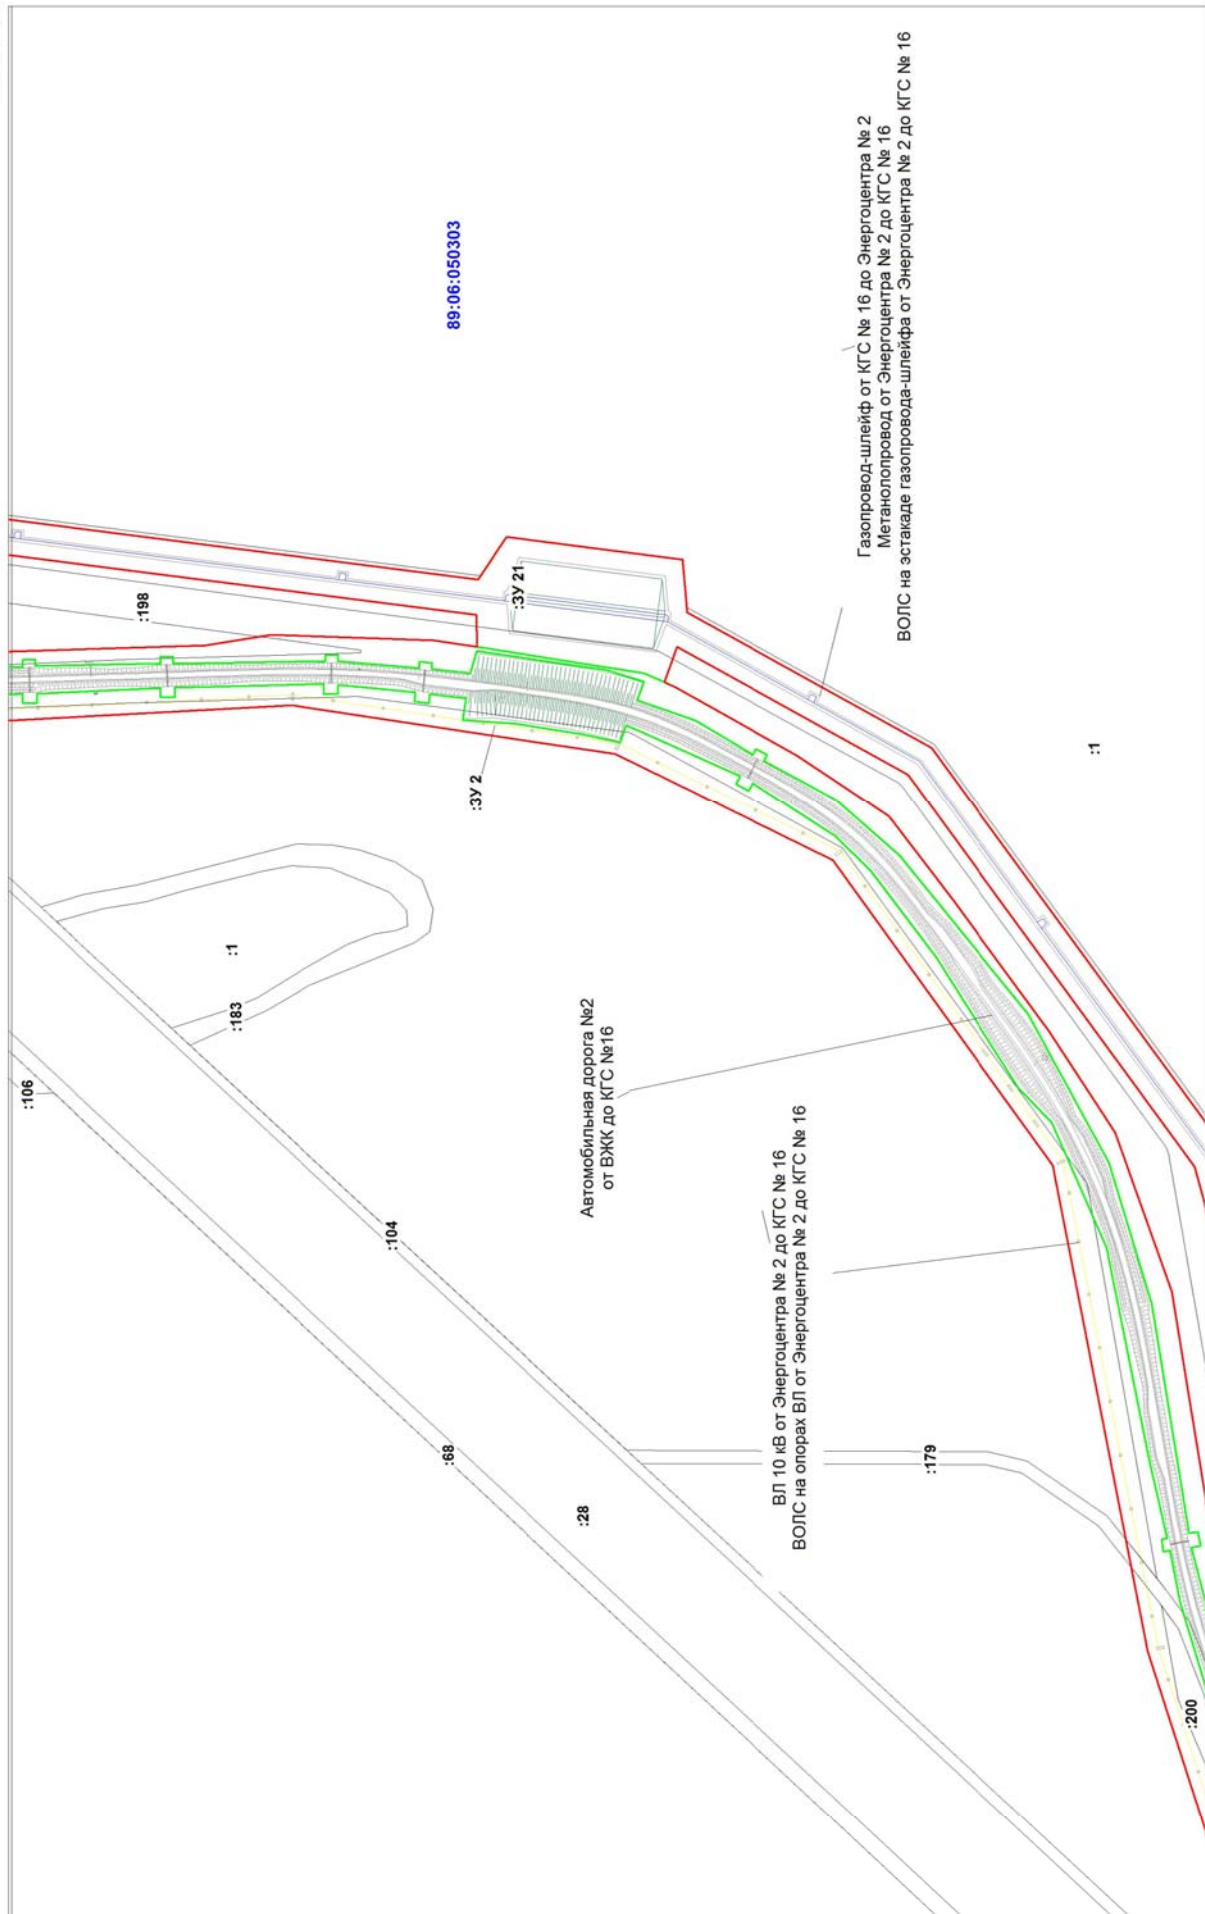 89:06:050303
Газопровод-шлейф от КГС № 16 до Энергоцентра № 2
Метанолопровод от Энергоцентра № 2 до КГС № 16
ВОЛС на эстакаде газопровода-шлейфа от Энергоцентра № 2 до КГС № 16
:198
:ЗУ 21
:ЗУ 2
:1
:1
:183
:106
Автомобильная дорога №2
от ВЖК до КГС №16
:104
ВЛ 10 кВ от Энергоцентра № 2 до КГС № 16
ВОЛС на опорах ВЛ от Энергоцентра № 2 до КГС № 16
:68
:28
:179
:200